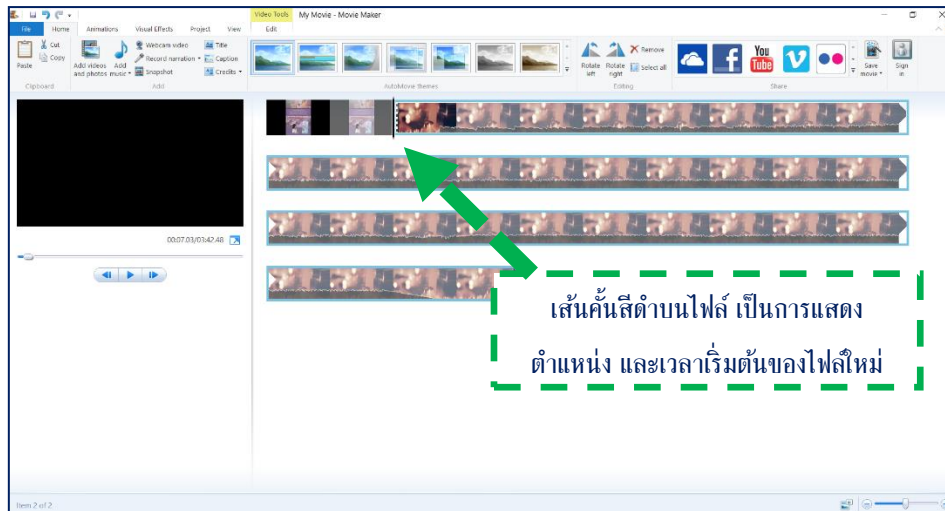 Video Tools My Movie - Movie Maker
File Home Animations Visual Effects Project View Edit
Paste
Cut
Copy
Clipboard
Add videos and photos
Add music
Webcam video
Record narration
Snapshot
Title
Caption
Credits
Add
AutoMovie themes
Rotate left
Rotate right
Remove
Select all
Editing
f
You
Tube
Share
Save movie
Sign in
00:07.03/03:42.48
เส้นคั้นสีดำบนไฟล์ เป็นการแสดง
ตำแหน่ง และเวลาเริ่มต้นของไฟล์ใหม่
Item 2 of 2